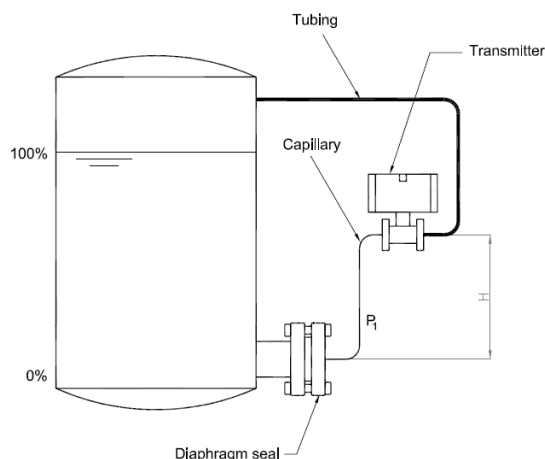 Tubing
Transmitter
100%
Capillary
H
P1
0%
Diaphragm seal